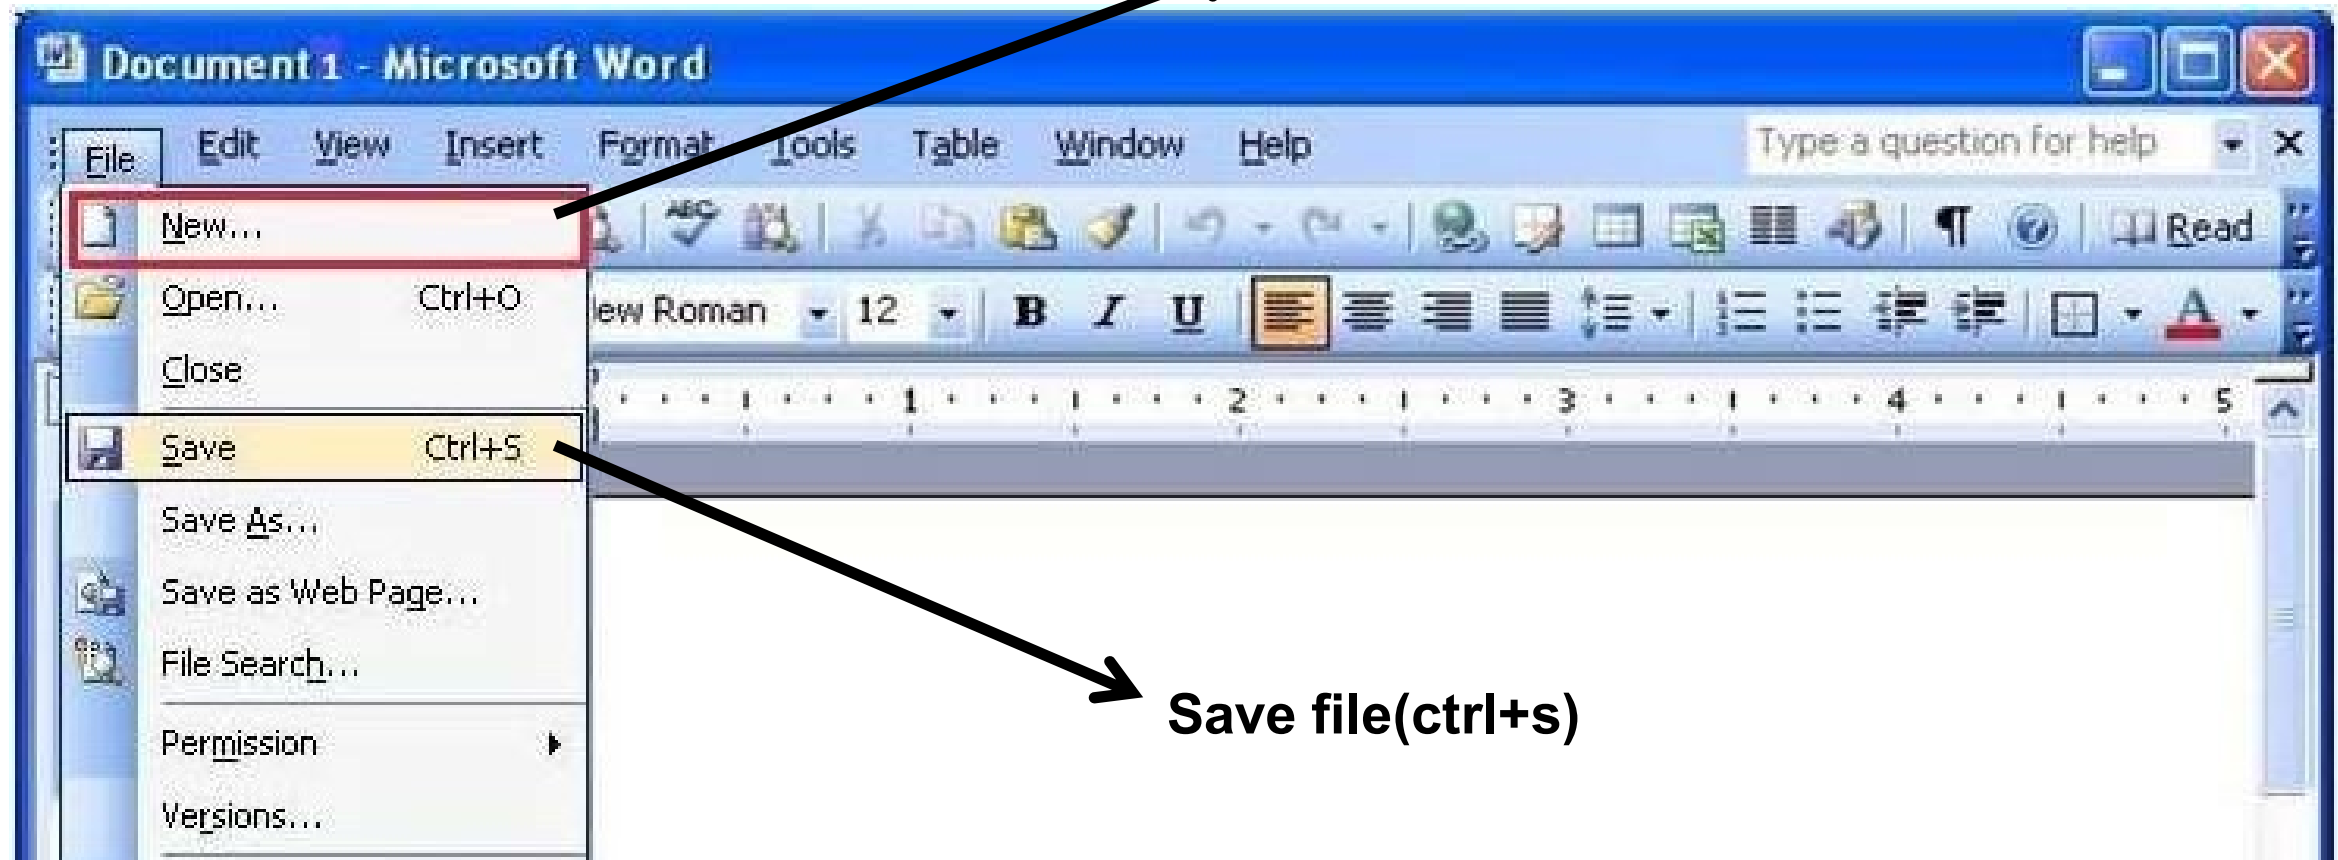 Document 1 - Microsoft Word
File Edit View Insert Format Tools Table Window Help Type a question for help
New...
ABC Read
Open... Ctrl+O
ew Roman 12 B I U A
Close
1 2 3 4 5
Save Ctrl+S
Save As...
Save as Web Page...
File Search...
Save file(ctrl+s)
Permission
Versions...